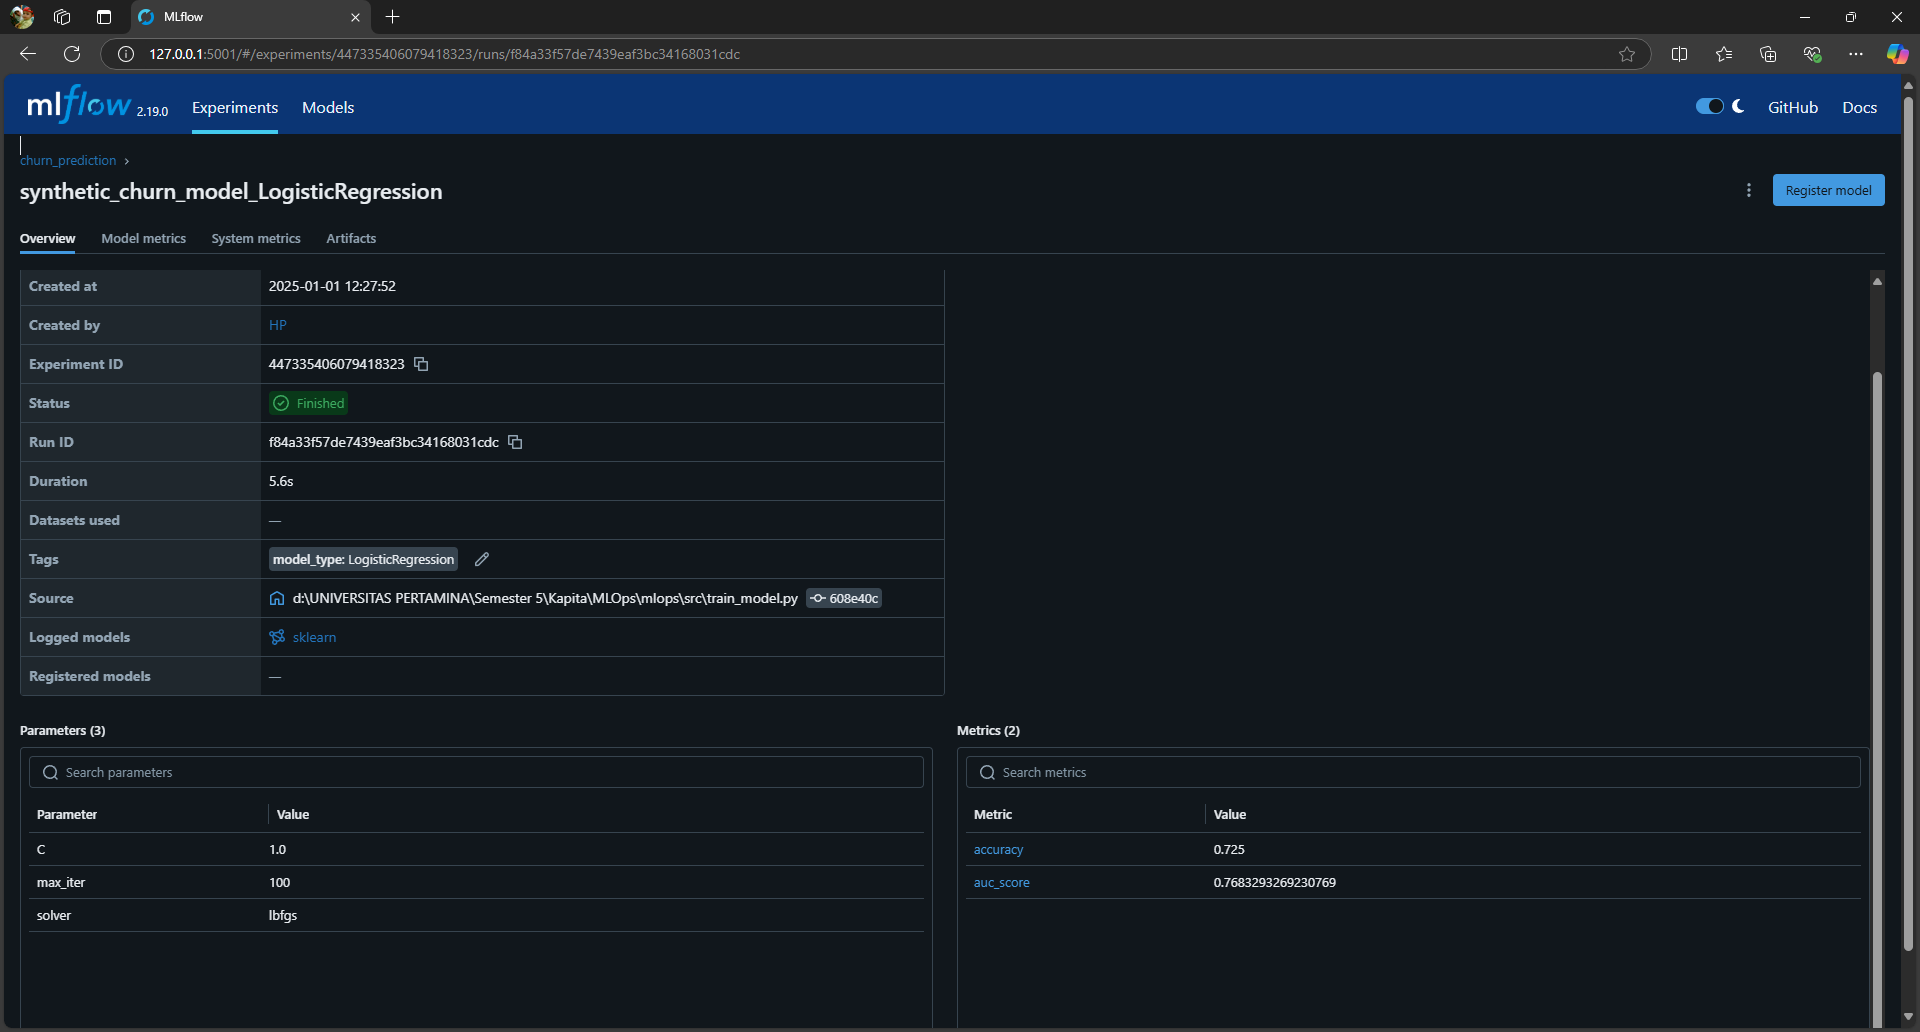 MLflow
127.0.0.1:5001/#/experiments/447335406079418323/runs/f84a33f57de7439eaf3bc34168031cdc
mlflow 2.19.0 Experiments Models GitHub Docs
churn_prediction
synthetic_churn_model_LogisticRegression
Register model
Overview Model metrics System metrics Artifacts
Created at 2025-01-01 12:27:52
Created by HP
Experiment ID 447335406079418323
Status Finished
Run ID f84a33f57de7439eaf3bc34168031cdc
Duration 5.6s
Datasets used —
Tags model_type: LogisticRegression
Source d:\UNIVERSITAS PERTAMINA\Semester 5\Kapita\MLOps\mlops\src\train_model.py 608e40c
Logged models sklearn
Registered models —
Parameters (3)
Search parameters
Parameter Value
C 1.0
max_iter 100
solver lbfgs
Metrics (2)
Search metrics
Metric Value
accuracy 0.725
auc_score 0.7683293269230769